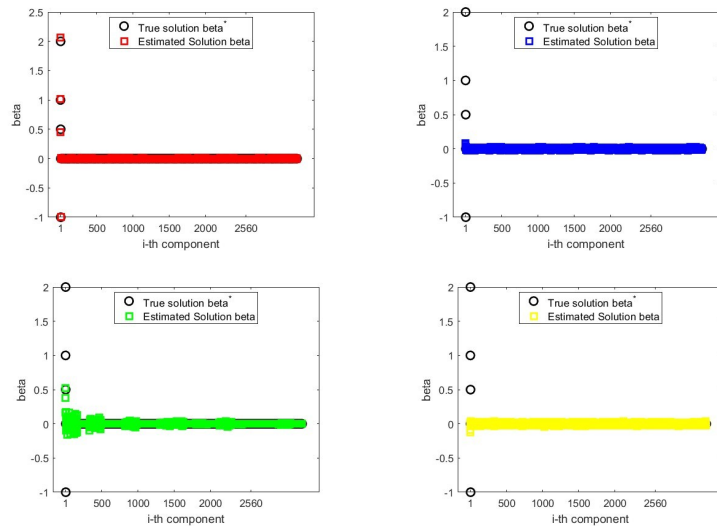 2.5
2
1.5
1
0.5
0
-0.5
-1
beta
True solution beta*
Estimated Solution beta
1 500 1000 1500 2000 2560
i-th component
2
1.5
1
0.5
0
-0.5
-1
beta
True solution beta*
Estimated Solution beta
1 500 1000 1500 2000 2560
i-th component
2
1.5
1
0.5
0
-0.5
-1
beta
True solution beta*
Estimated Solution beta
1 500 1000 1500 2000 2560
i-th component
2
1.5
1
0.5
0
-0.5
-1
beta
True solution beta*
Estimated Solution beta
1 500 1000 1500 2000 2560
i-th component